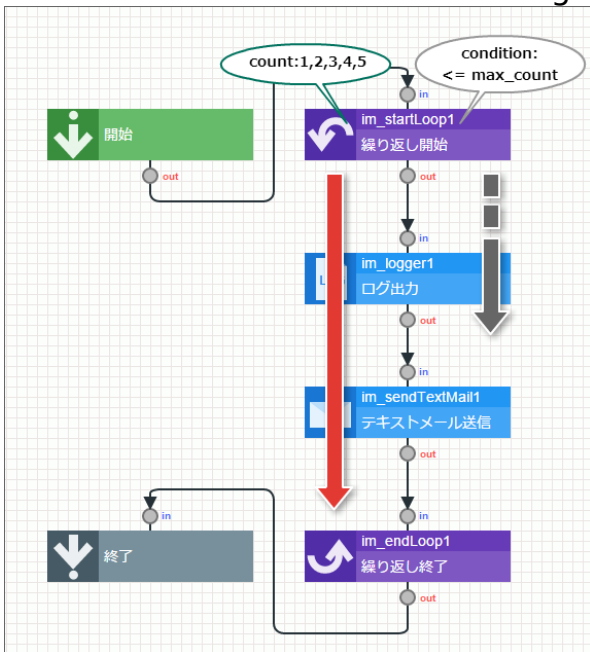 count:1,2,3,4,5
condition:
<= max_count
in
開始
out
im_startLoop1
繰り返し開始
out
in
im_logger1
ログ出力
out
in
im_sendTextMail1
テキストメール送信
out
in
終了
in
im_endLoop1
繰り返し終了
out